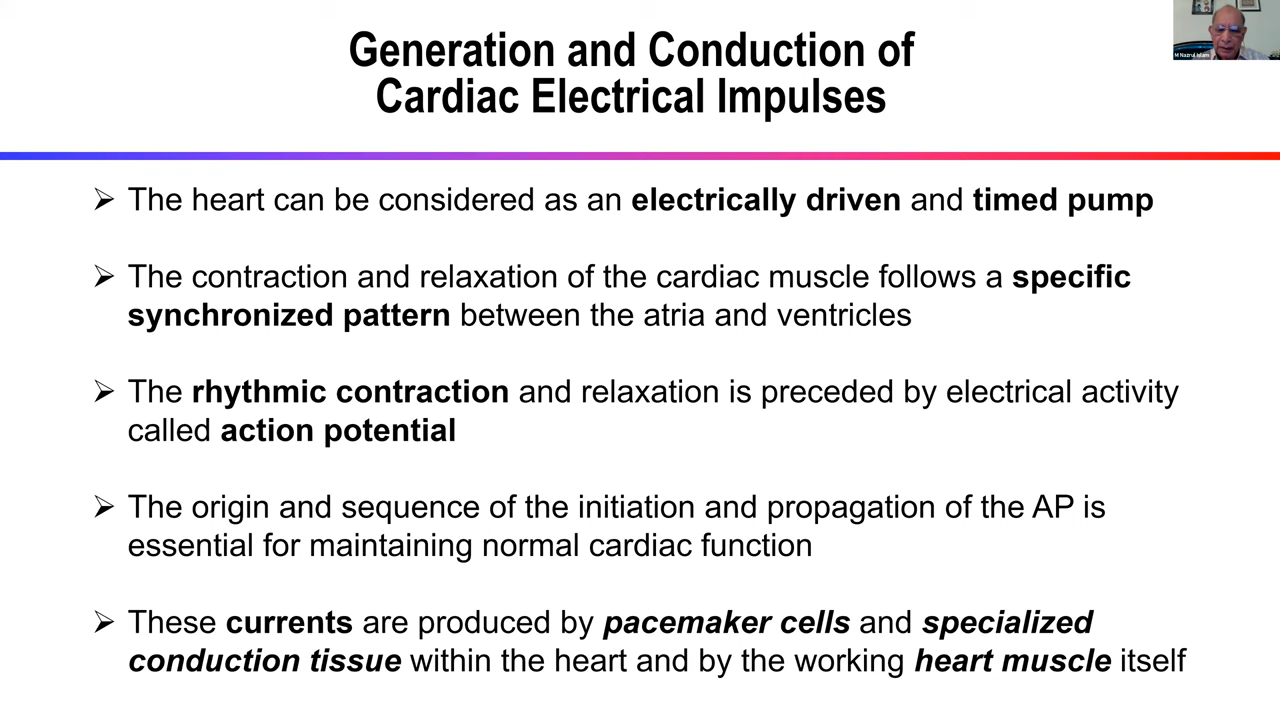 Generation and Conduction of
Cardiac Electrical Impulses
M Nazrul Islam
➢ The heart can be considered as an electrically driven and timed pump
➢ The contraction and relaxation of the cardiac muscle follows a specific
synchronized pattern between the atria and ventricles
➢ The rhythmic contraction and relaxation is preceded by electrical activity
called action potential
➢ The origin and sequence of the initiation and propagation of the AP is
essential for maintaining normal cardiac function
➢ These currents are produced by pacemaker cells and specialized
conduction tissue within the heart and by the working heart muscle itself